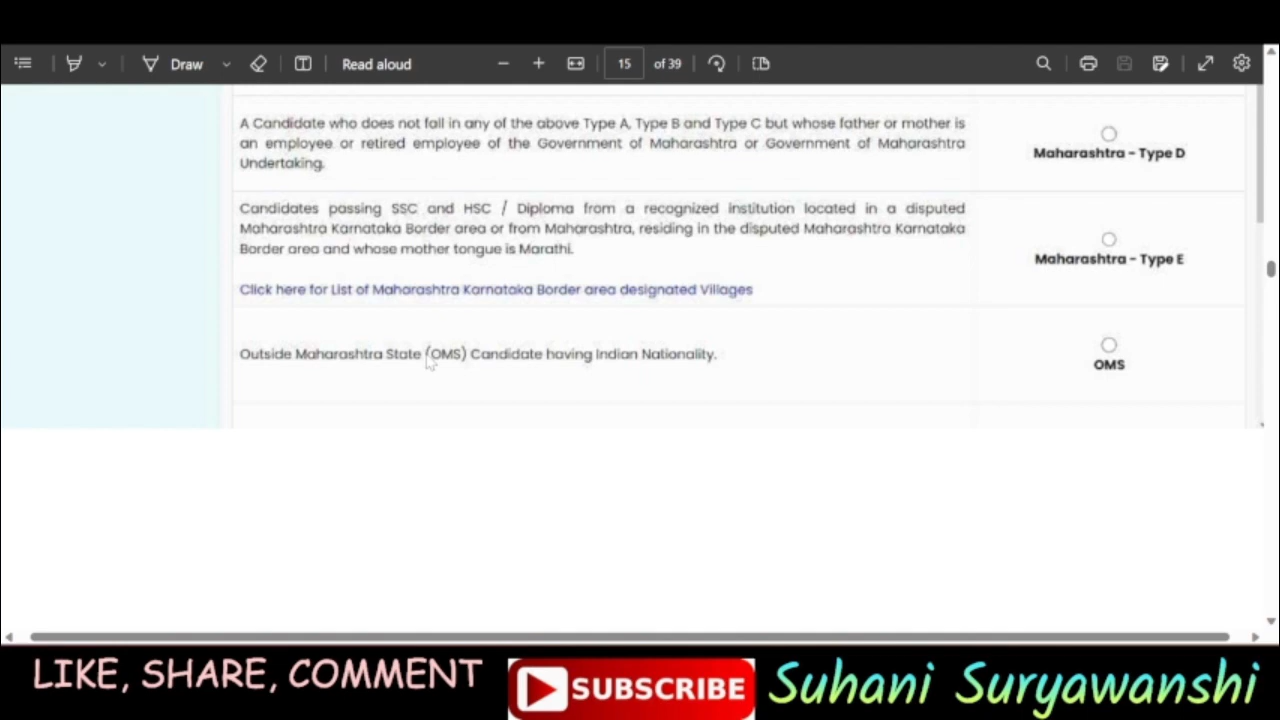 Draw
Read aloud
15 of 39
A Candidate who does not fall in any of the above Type A, Type B and Type C but whose father or mother is
an employee or retired employee of the Government of Maharashtra or Government of Maharashtra
Undertaking.
Maharashtra - Type D
Candidates passing SSC and HSC / Diploma from a recognized institution located in a disputed
Maharashtra Karnataka Border area or from Maharashtra, residing in the disputed Maharashtra Karnataka
Border area and whose mother tongue is Marathi.
Click here for List of Maharashtra Karnataka Border area designated Villages
Maharashtra - Type E
Outside Maharashtra State (OMS) Candidate having Indian Nationality.
OMS
LIKE, SHARE, COMMENT
SUBSCRIBE
Suhani Suryawanshi